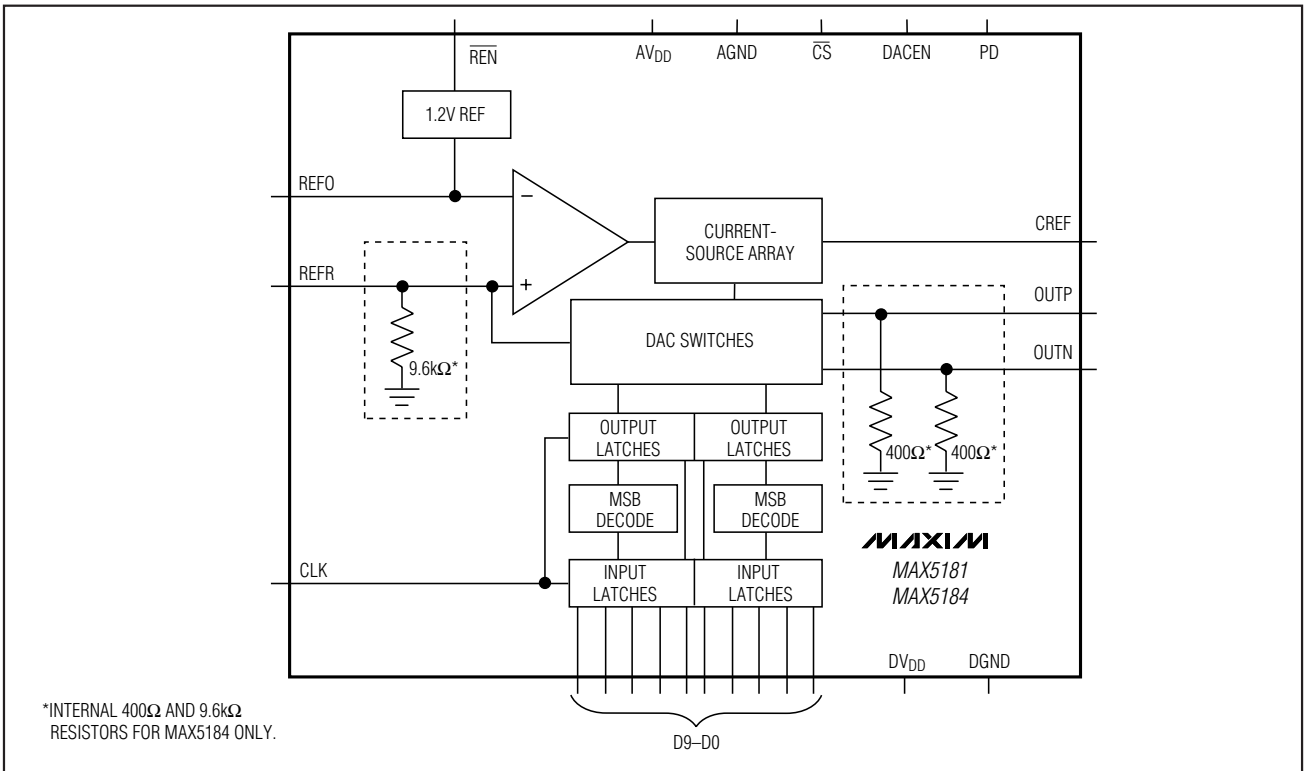 REN AVDD AGND CS DACEN PD
1.2V REF
REFO
−
CURRENT-
SOURCE ARRAY
CREF
REFR
+
OUTP
DAC SWITCHES
OUTN
9.6kΩ*
OUTPUT
LATCHES
OUTPUT
LATCHES
400Ω* 400Ω*
MSB
DECODE
MSB
DECODE
MAXIM
MAX5181
MAX5184
CLK
INPUT
LATCHES
INPUT
LATCHES
DVDD DGND
*INTERNAL 400Ω AND 9.6kΩ
RESISTORS FOR MAX5184 ONLY.
D9–D0